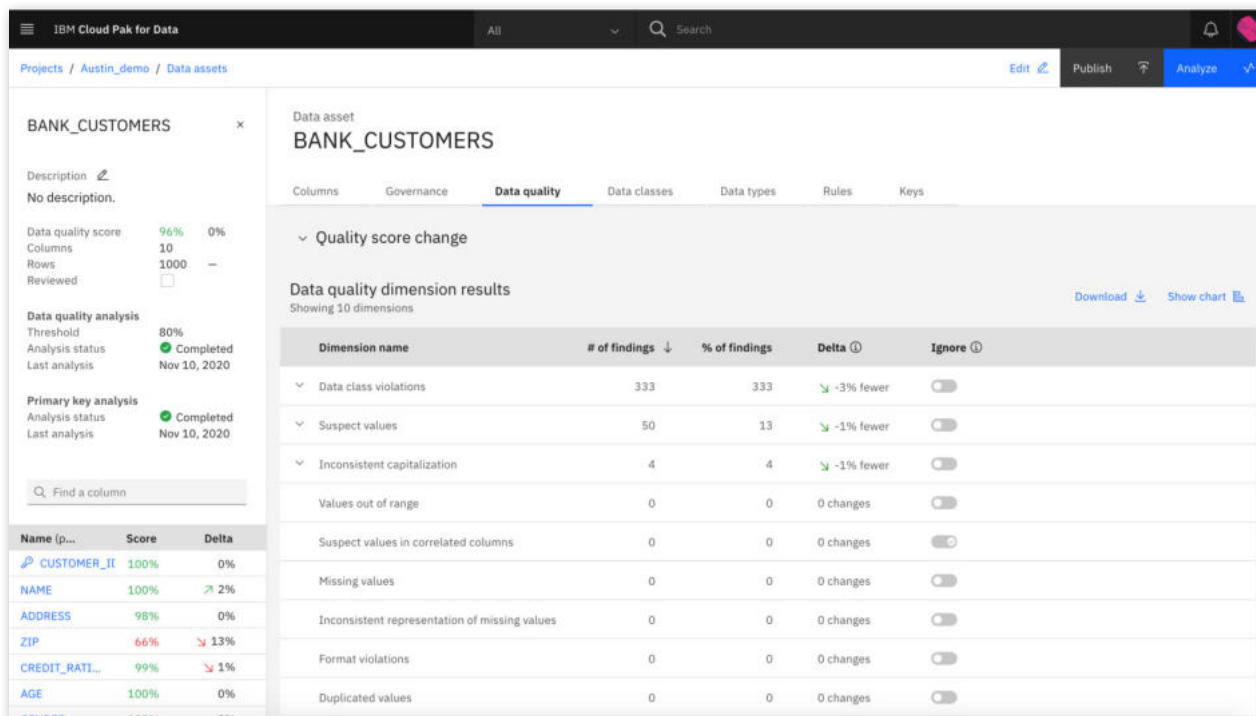 IBM Cloud Pak for Data
All
Search
Projects / Austin_demo / Data assets
Edit
Publish
Analyze
BANK_CUSTOMERS
Description
No description.
Data quality score 96% 0%
Columns 10
Rows 1000 –
Reviewed
Data quality analysis
Threshold 80%
Analysis status Completed
Last analysis Nov 10, 2020
Primary key analysis
Analysis status Completed
Last analysis Nov 10, 2020
Find a column
Name (p... Score Delta
CUSTOMER_II 100% 0%
NAME 100% 2%
ADDRESS 98% 0%
ZIP 66% 13%
CREDIT_RATI... 99% 1%
AGE 100% 0%
Data asset
BANK_CUSTOMERS
Columns Governance Data quality Data classes Data types Rules Keys
Quality score change
Data quality dimension results
Showing 10 dimensions
Download Show chart
Dimension name # of findings ↓ % of findings Delta Ignore
Data class violations 333 333 -3% fewer
Suspect values 50 13 -1% fewer
Inconsistent capitalization 4 4 -1% fewer
Values out of range 0 0 0 changes
Suspect values in correlated columns 0 0 0 changes
Missing values 0 0 0 changes
Inconsistent representation of missing values 0 0 0 changes
Format violations 0 0 0 changes
Duplicated values 0 0 0 changes